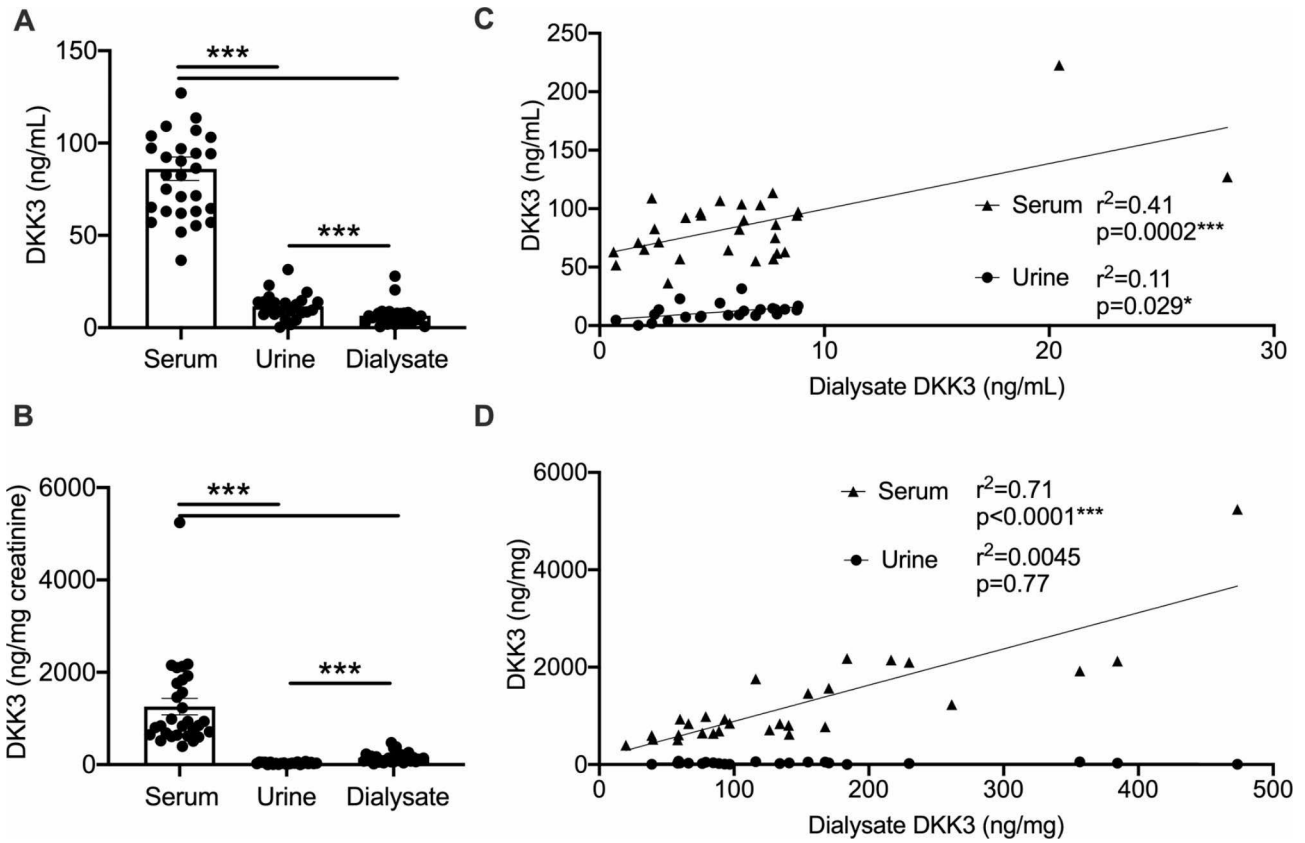 A
DKK3 (ng/mL)
150
100
50
0
***
***
Serum Urine Dialysate
C
DKK3 (ng/mL)
250
200
150
100
50
0
Serum r²=0.41
p=0.0002***
Urine r²=0.11
p=0.029*
0 10 20 30
Dialysate DKK3 (ng/mL)
B
DKK3 (ng/mg creatinine)
6000
4000
2000
0
***
***
Serum Urine Dialysate
D
DKK3 (ng/mg)
6000
4000
2000
0
Serum r²=0.71
p<0.0001***
Urine r²=0.0045
p=0.77
0 100 200 300 400 500
Dialysate DKK3 (ng/mg)